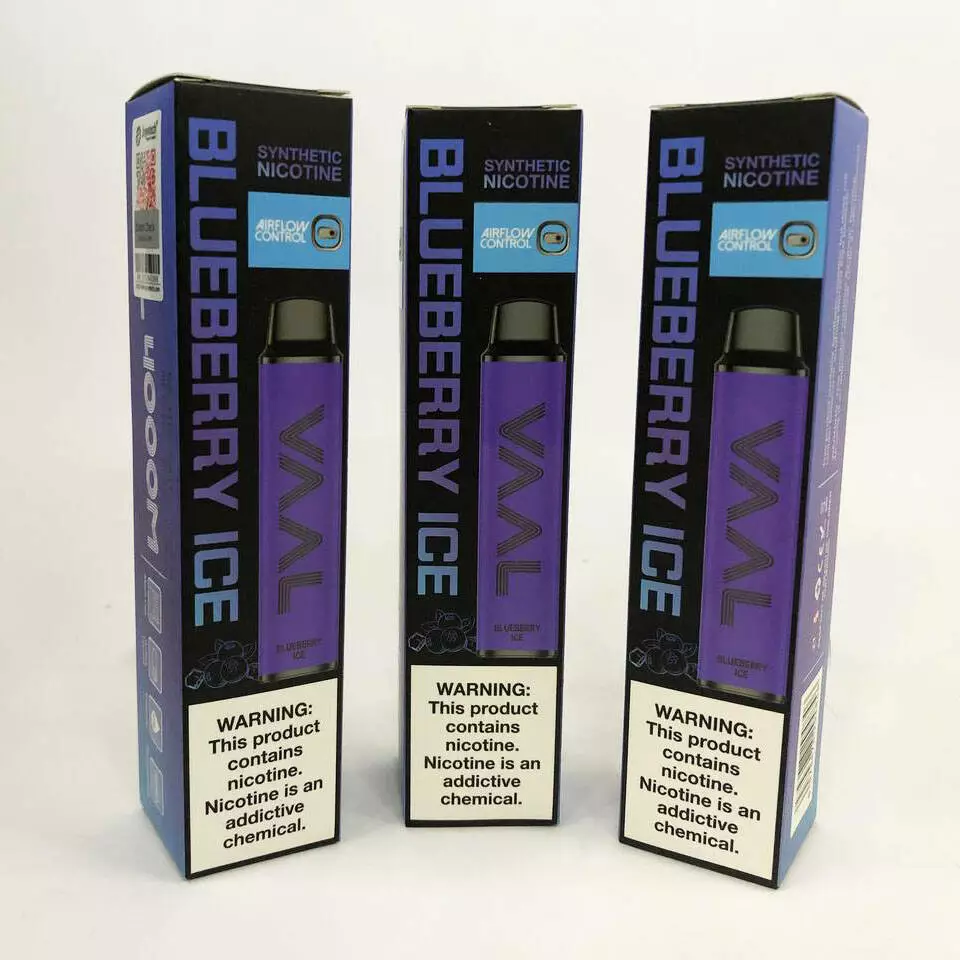 Joyetech
BLUEBERRY ICE
SYNTHETIC
NICOTINE
AIRFLOW
CONTROL
VAAL
BLUEBERRY
ICE
WARNING:
This product
contains
nicotine.
Nicotine is an
addictive
chemical.
BLUEBERRY ICE
SYNTHETIC
NICOTINE
AIRFLOW
CONTROL
VAAL
BLUEBERRY
ICE
WARNING:
This product
contains
nicotine.
Nicotine is an
addictive
chemical.
BLUEBERRY ICE
SYNTHETIC
NICOTINE
AIRFLOW
CONTROL
VAAL
BLUEBERRY
ICE
WARNING:
This product
contains
nicotine.
Nicotine is an
addictive
chemical.